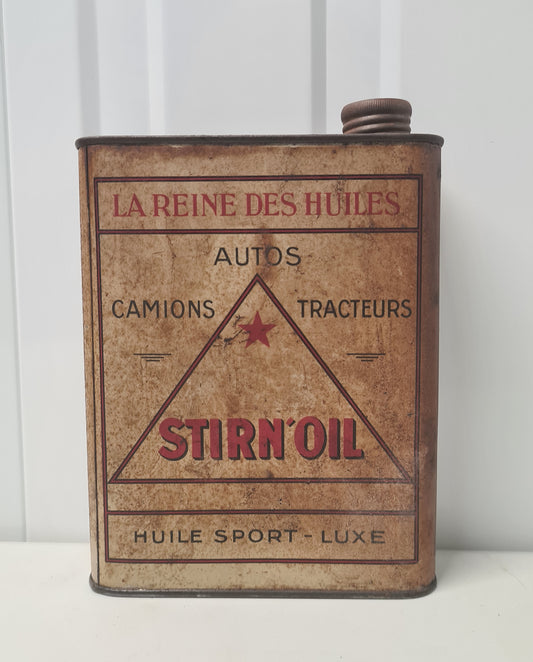 LA REINE DES HUILES
AUTOS
CAMIONS TRACTEURS
STIRN'OIL
HUILE SPORT - LUXE